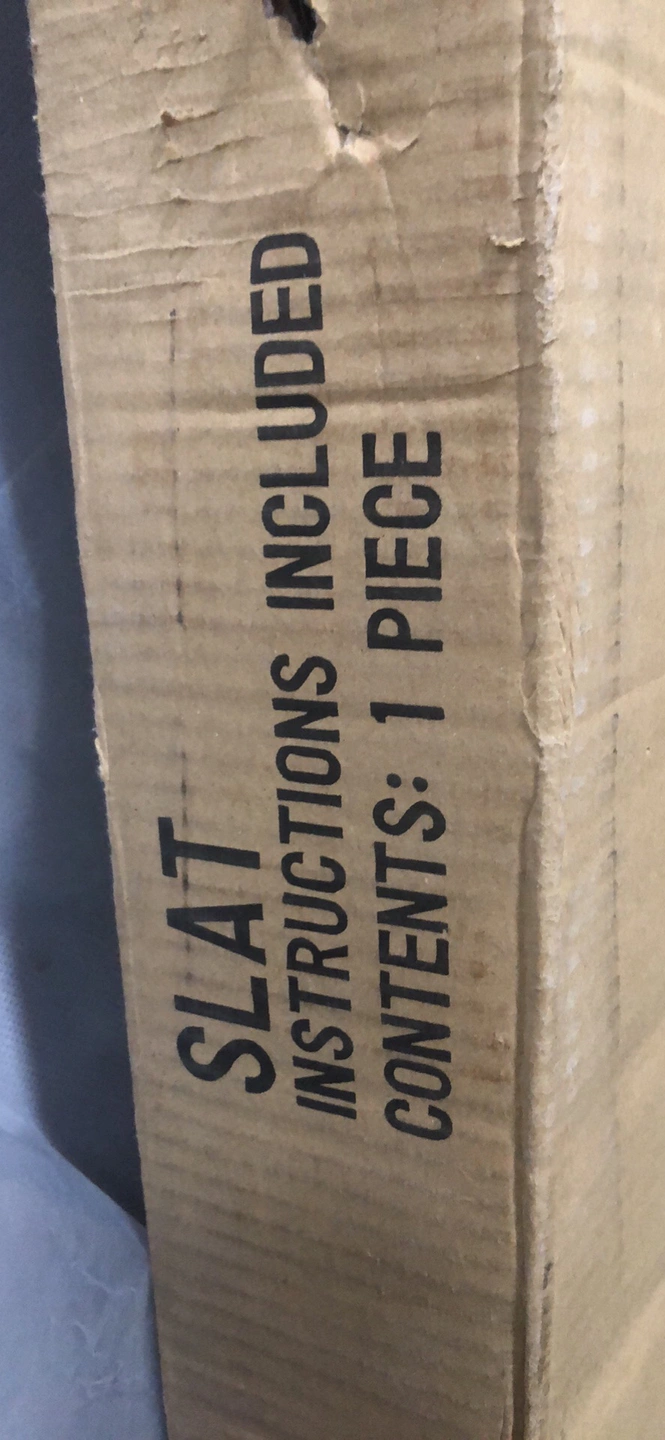 SLAT
INSTRUCTIONS INCLUDED
CONTENTS: 1 PIECE